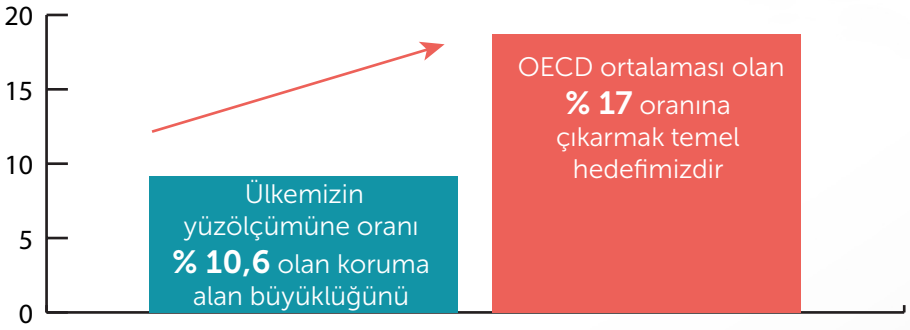 20
15
10
5
0
Ülkemizin
yüzölçümüne oranı
% 10,6 olan koruma
alan büyüklüğünü
OECD ortalaması olan
% 17 oranına
çıkarmak temel
hedefimizdir